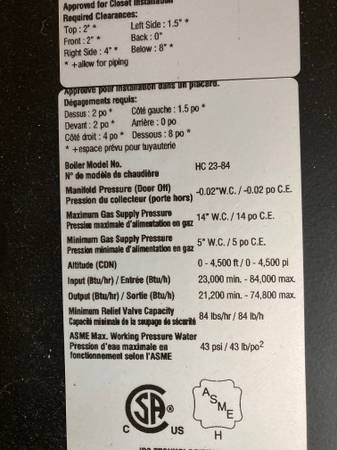 Approved for Closet Installation
Required Clearances:
Top : 2" * Left Side : 1.5" *
Front : 2" * Back : 0"
Right Side : 4" * Below : 8" *
* +allow for piping
Approuvé pour installation dans un placard.
Dégagements requis:
Dessus : 2 po * Côté gauche : 1.5 po *
Devant : 2 po * Arrière : 0 po
Côté droit : 4 po * Dessous : 8 po *
* +espace prévu pour tuyauterie
Boiler Model No. HC 23-84
N° de modèle de chaudière
Manifold Pressure (Door Off) -0.02"W.C. / -0.02 po C.E.
Pression du collecteur (porte hors)
Maximum Gas Supply Pressure 14" W.C. / 14 po C.E.
Pression maximale d'alimentation en gaz
Minimum Gas Supply Pressure 5" W.C. / 5 po C.E.
Pression minimale d'alimentation en gaz
Altitude (CDN) 0 - 4,500 ft / 0 - 4,500 pi
Input (Btu/hr) / Entrée (Btu/h) 23,000 min. - 84,000 max.
Output (Btu/hr) / Sortie (Btu/h) 21,200 min. - 74,800 max.
Minimum Relief Valve Capacity 84 lbs/hr / 84 lb/h
Capacité minimale de la soupape de sécurité
ASME Max. Working Pressure Water 43 psi / 43 lb/po²
Pression d'eau maximale en
fonctionnement selon l'ASME
CSA ®
C US
ASME
H